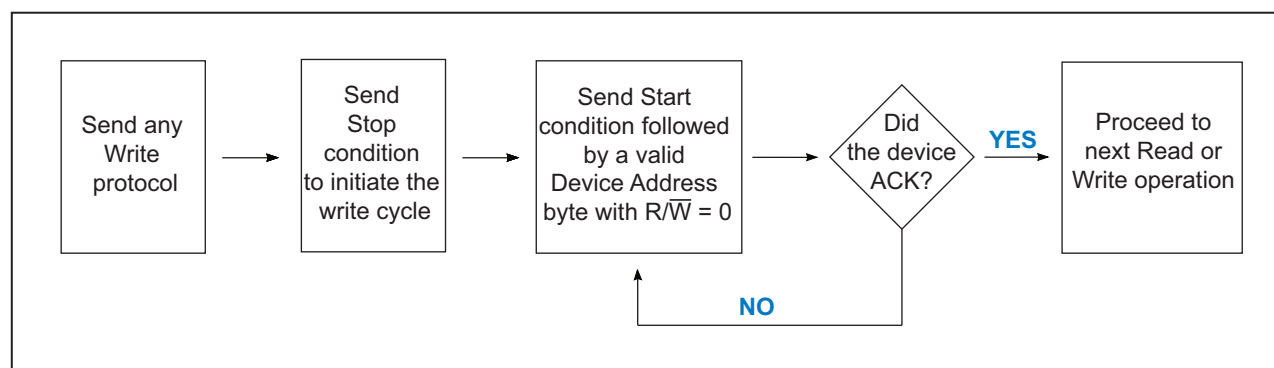 Send any
Write
protocol
Send
Stop
condition
to initiate the
write cycle
Send Start
condition followed
by a valid
Device Address
byte with R/W̅ = 0
Did
the device
ACK?
YES
Proceed to
next Read or
Write operation
NO